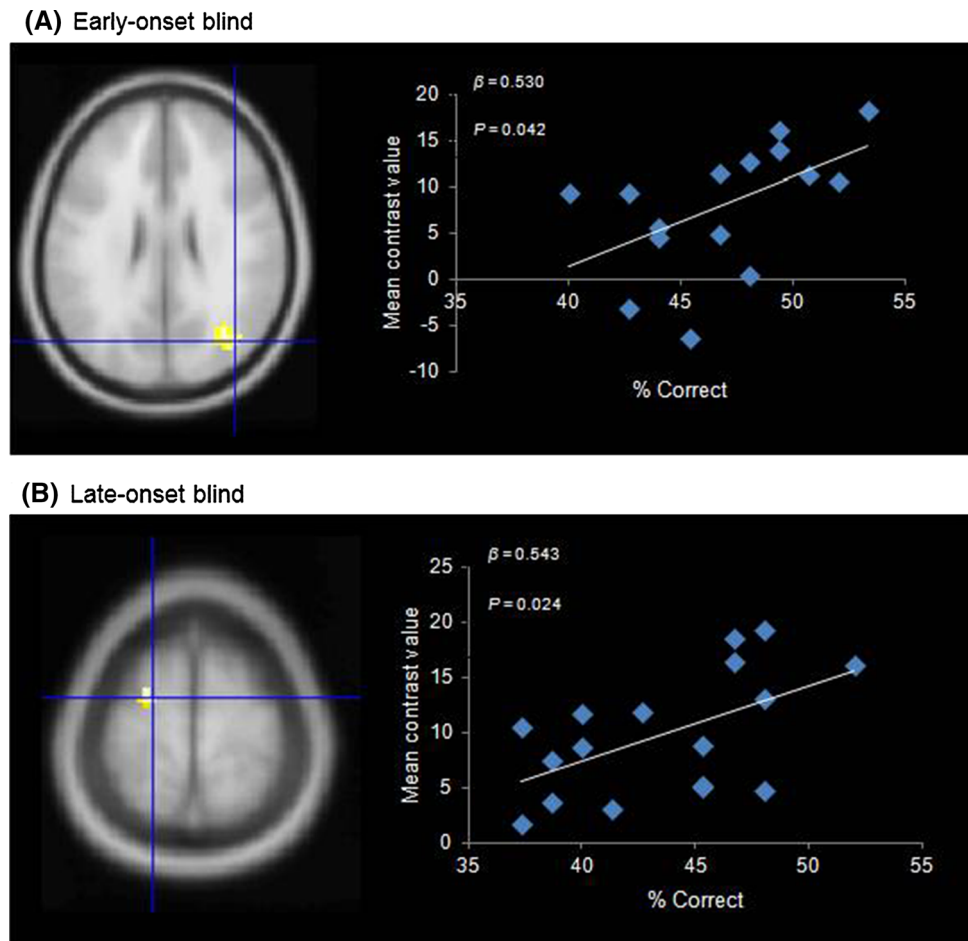 (A) Early-onset blind
β = 0.530
P = 0.042
Mean contrast value
20
15
10
5
0
-5
-10
35 40 45 50 55
% Correct
(B) Late-onset blind
β = 0.543
P = 0.024
Mean contrast value
25
20
15
10
5
0
35 40 45 50 55
% Correct